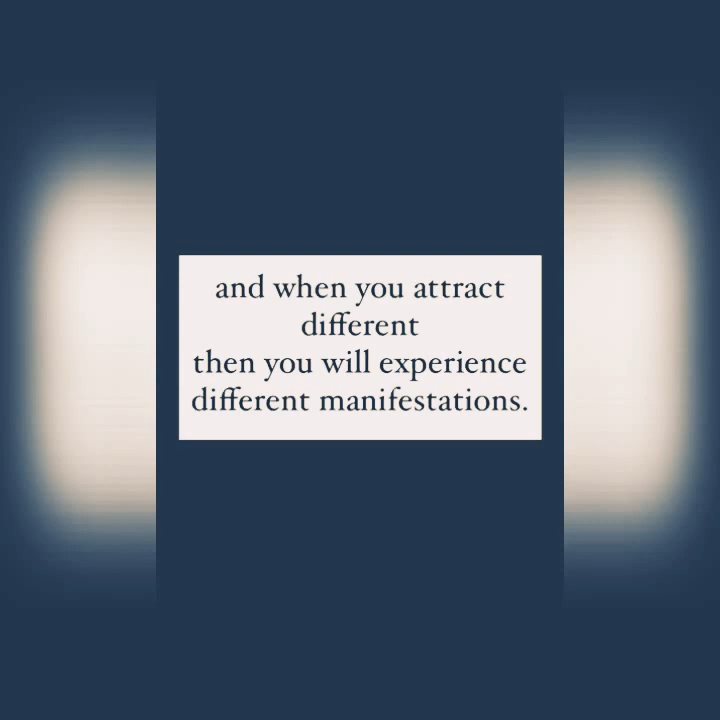 and when you attract
different
then you will experience
different manifestations.